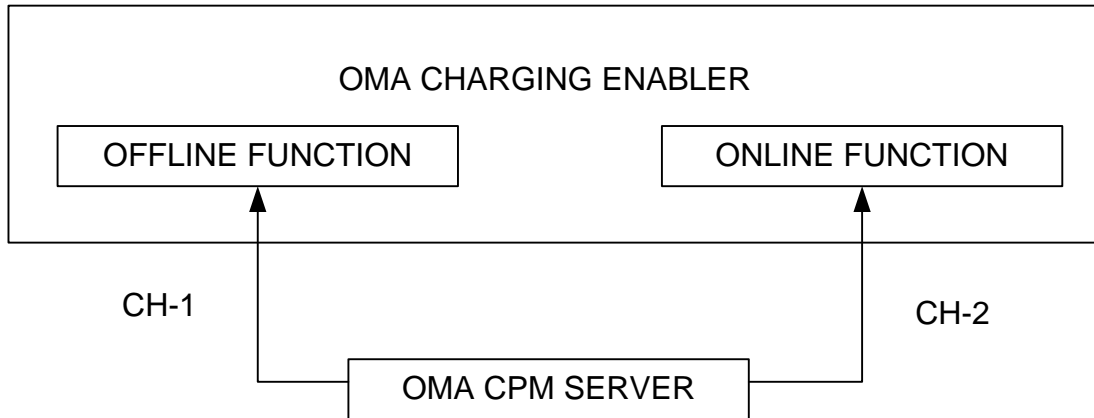 OMA CHARGING ENABLER
OFFLINE FUNCTION
ONLINE FUNCTION
CH-1
CH-2
OMA CPM SERVER